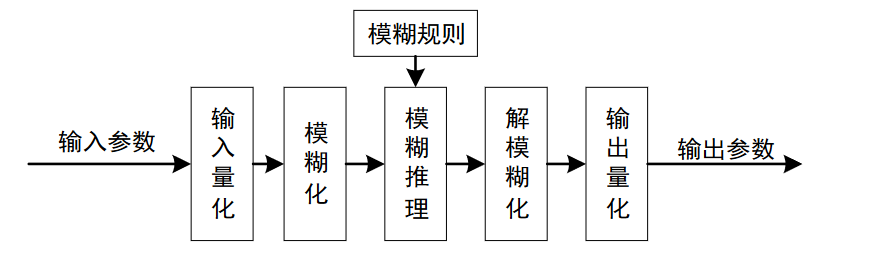 模糊规则
输入参数
输入量化
模糊化
模糊推理
解模糊化
输出量化
输出参数